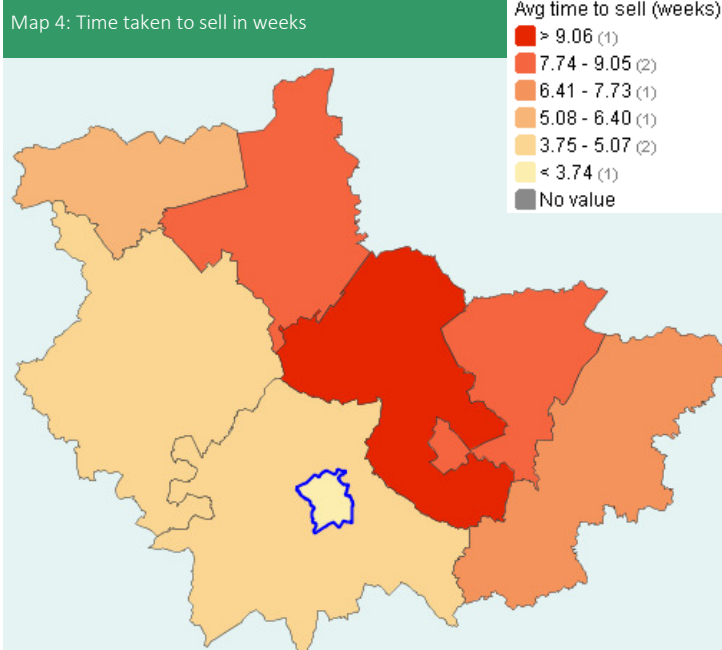 Map 4: Time taken to sell in weeks
Avg time to sell (weeks)
> 9.06 (1)
7.74 - 9.05 (2)
6.41 - 7.73 (1)
5.08 - 6.40 (1)
3.75 - 5.07 (2)
< 3.74 (1)
No value